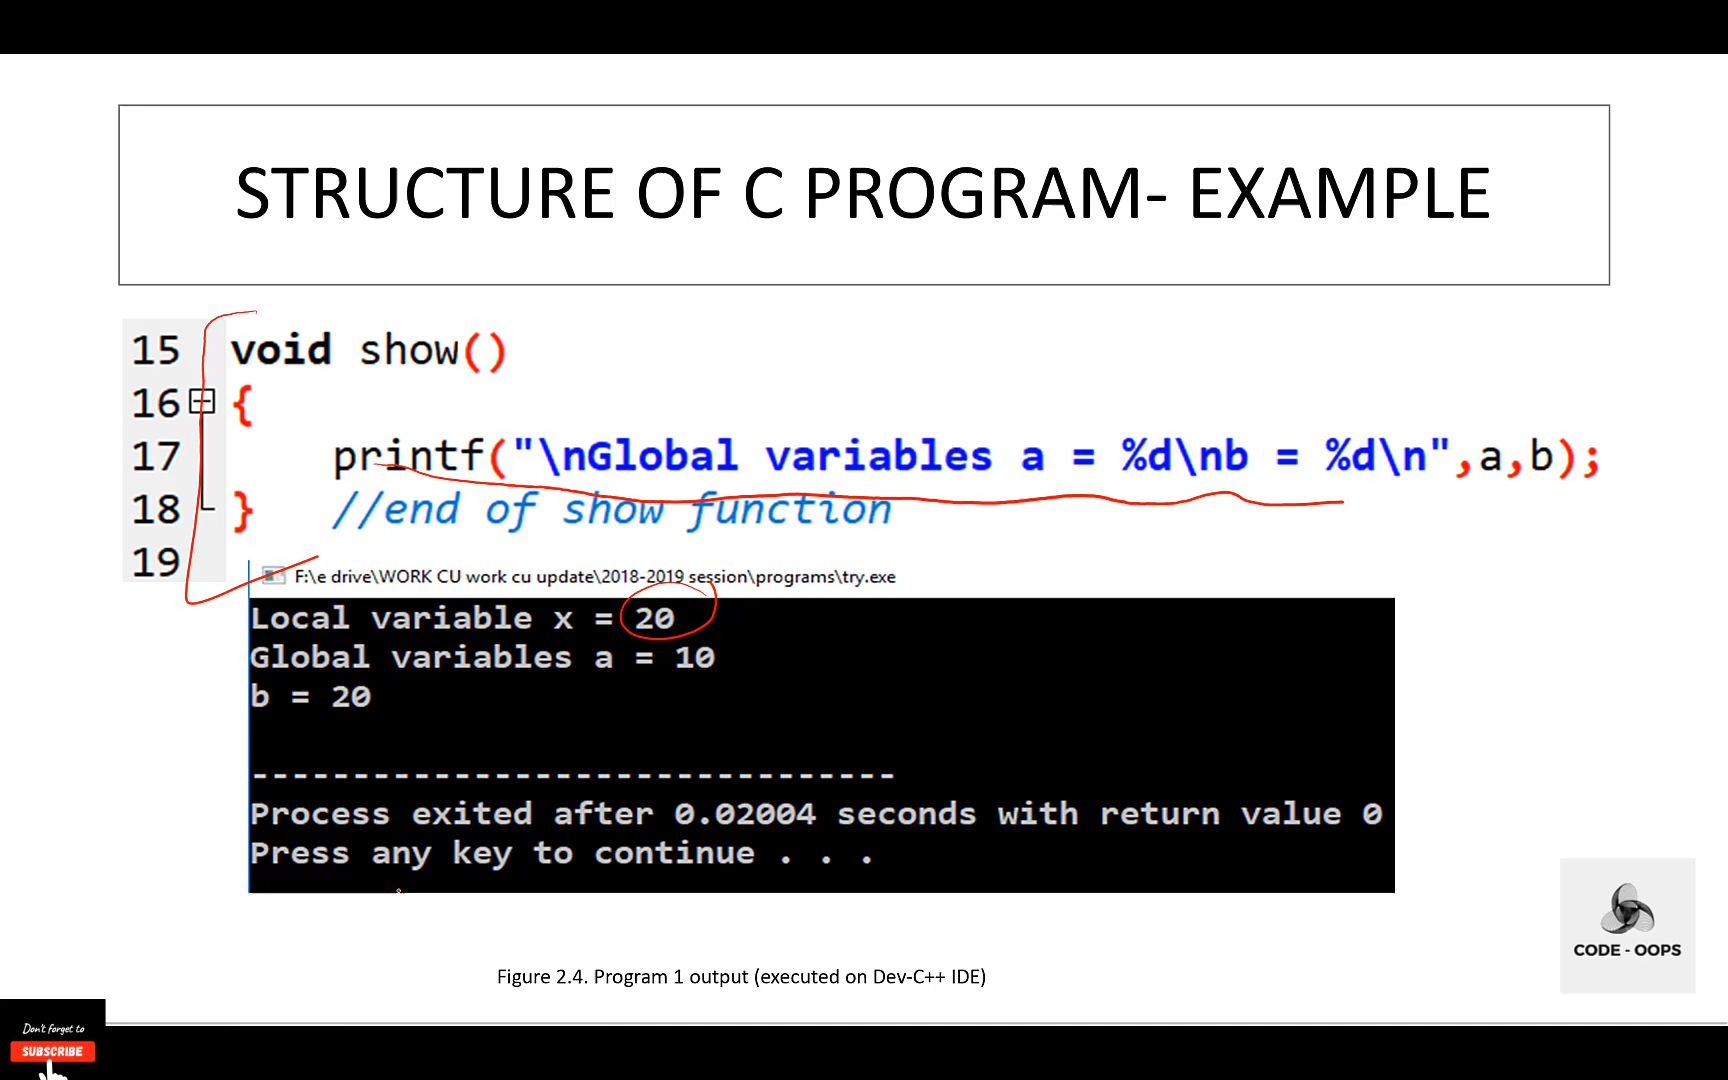 STRUCTURE OF C PROGRAM- EXAMPLE
15 void show()
16 {
17 printf("\nGlobal variables a = %d\nb = %d\n",a,b);
18 } //end of show function
19
F:\e drive\WORK CU work cu update\2018-2019 session\programs\try.exe
Local variable x = 20
Global variables a = 10
b = 20
--------------------------------
Process exited after 0.02004 seconds with return value 0
Press any key to continue . . .
CODE - OOPS
Figure 2.4. Program 1 output (executed on Dev-C++ IDE)
Don't forget to
SUBSCRIBE